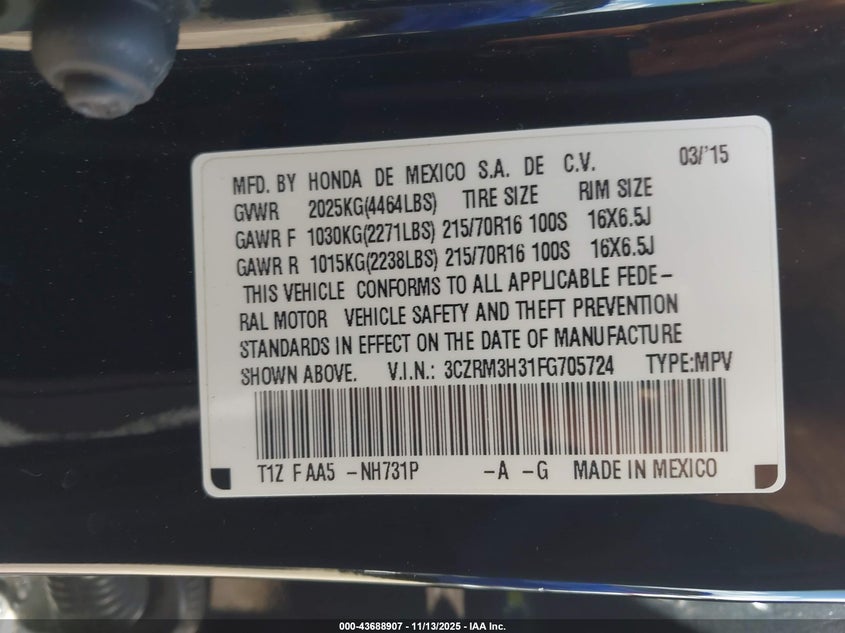 MFD. BY HONDA DE MEXICO S.A. DE C.V. 03/'15
GVWR 2025KG(4464LBS) TIRE SIZE RIM SIZE
GAWR F 1030KG(2271LBS) 215/70R16 100S 16X6.5J
GAWR R 1015KG(2238LBS) 215/70R16 100S 16X6.5J
THIS VEHICLE CONFORMS TO ALL APPLICABLE FEDE-
RAL MOTOR VEHICLE SAFETY AND THEFT PREVENTION
STANDARDS IN EFFECT ON THE DATE OF MANUFACTURE
SHOWN ABOVE. V.I.N.: 3CZRM3H31FG705724 TYPE:MPV
T1Z F AA5 -NH731P -A -G MADE IN MEXICO
000-43688907 - 11/13/2025 - IAA Inc.